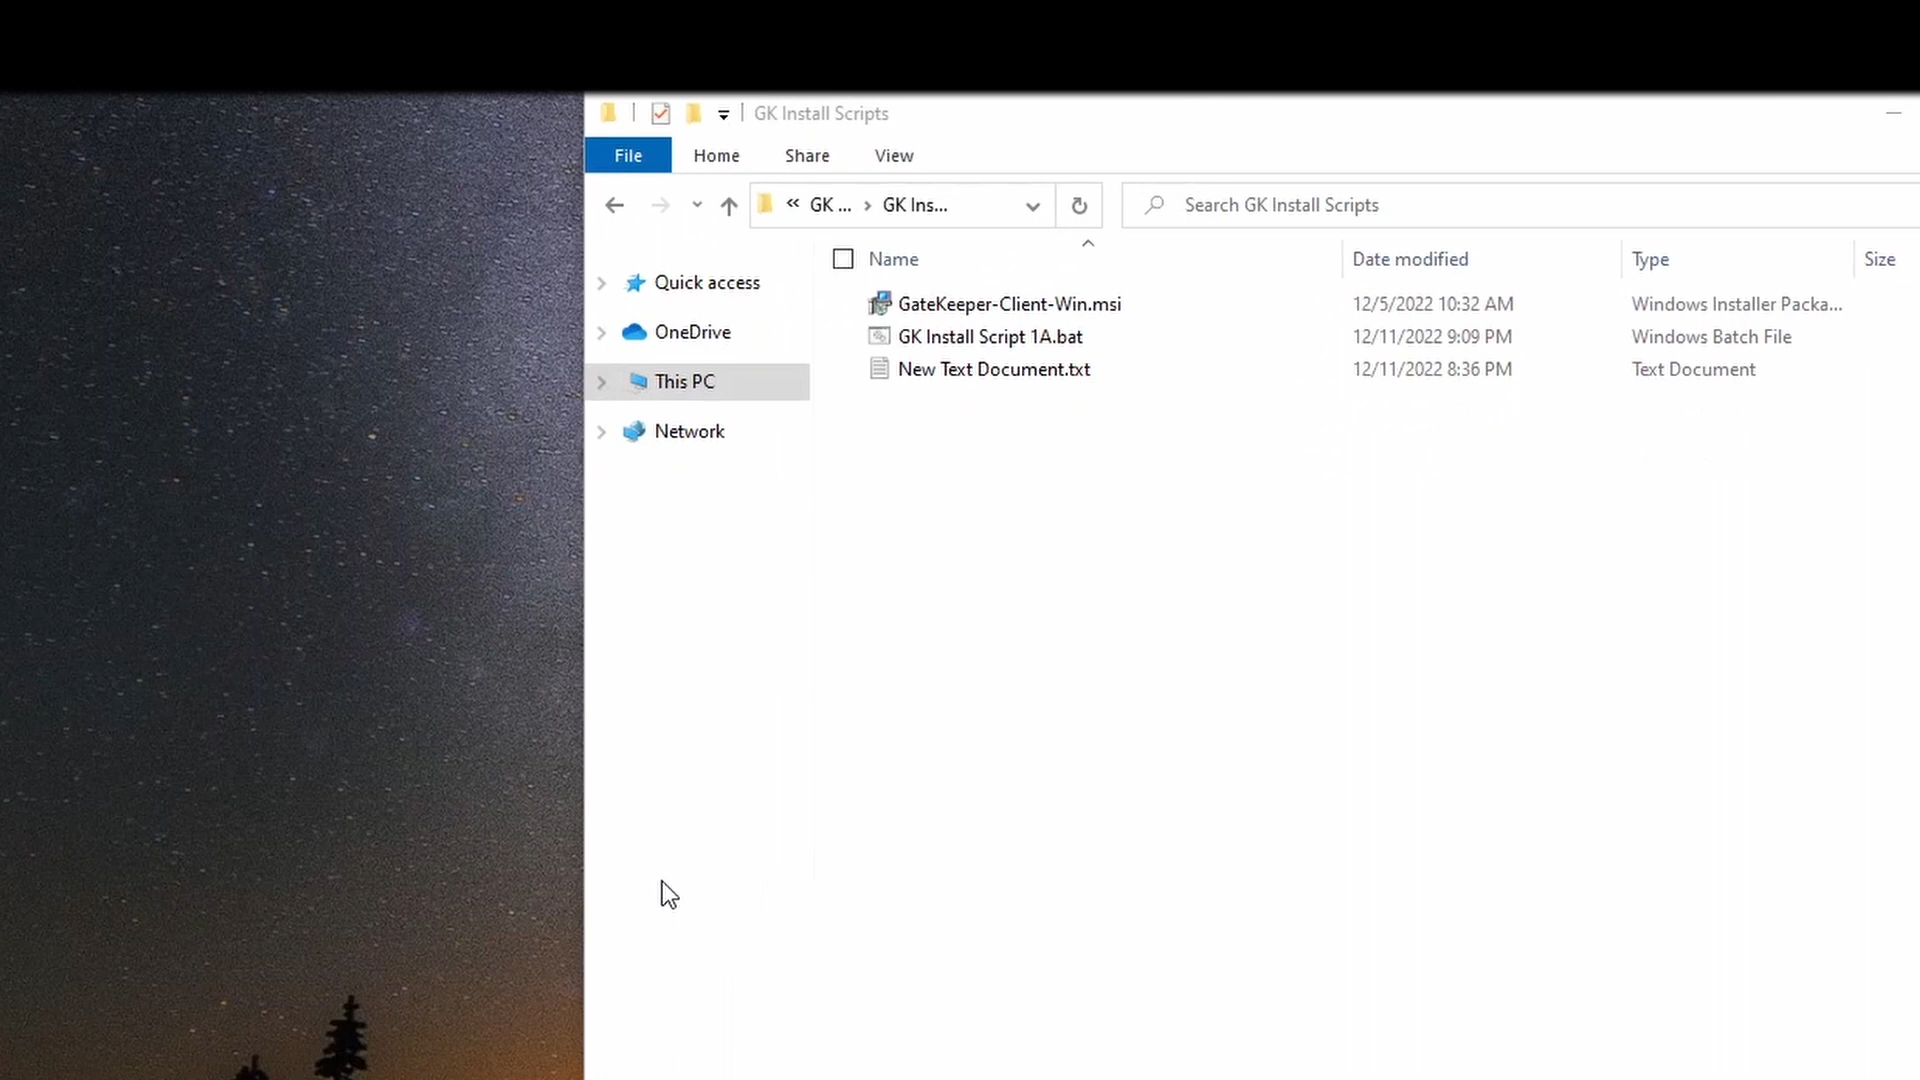 GK Install Scripts
File Home Share View
GK ... GK Ins... Search GK Install Scripts
Name Date modified Type Size
Quick access
OneDrive
This PC
Network
GateKeeper-Client-Win.msi 12/5/2022 10:32 AM Windows Installer Packa...
GK Install Script 1A.bat 12/11/2022 9:09 PM Windows Batch File
New Text Document.txt 12/11/2022 8:36 PM Text Document